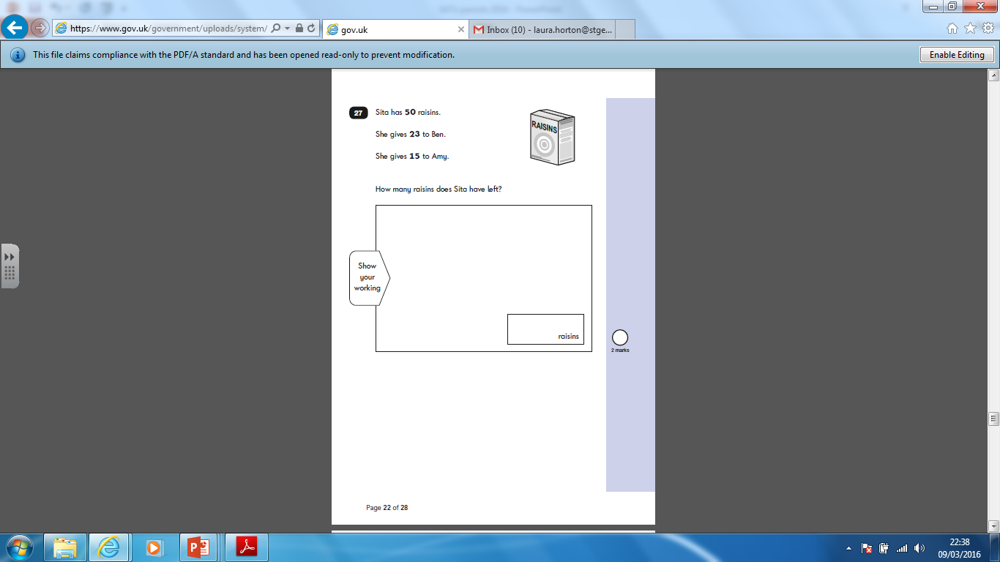 https://www.gov.uk/government/uploads/system/
gov.uk
Inbox (10) - laura.horton@stge...
This file claims compliance with the PDF/A standard and has been opened read-only to prevent modification.
Enable Editing
27
Sita has 50 raisins.
She gives 23 to Ben.
She gives 15 to Amy.
RAISINS
How many raisins does Sita have left?
Show
your
working
raisins
2 marks
Page 22 of 28
22:38
09/03/2016